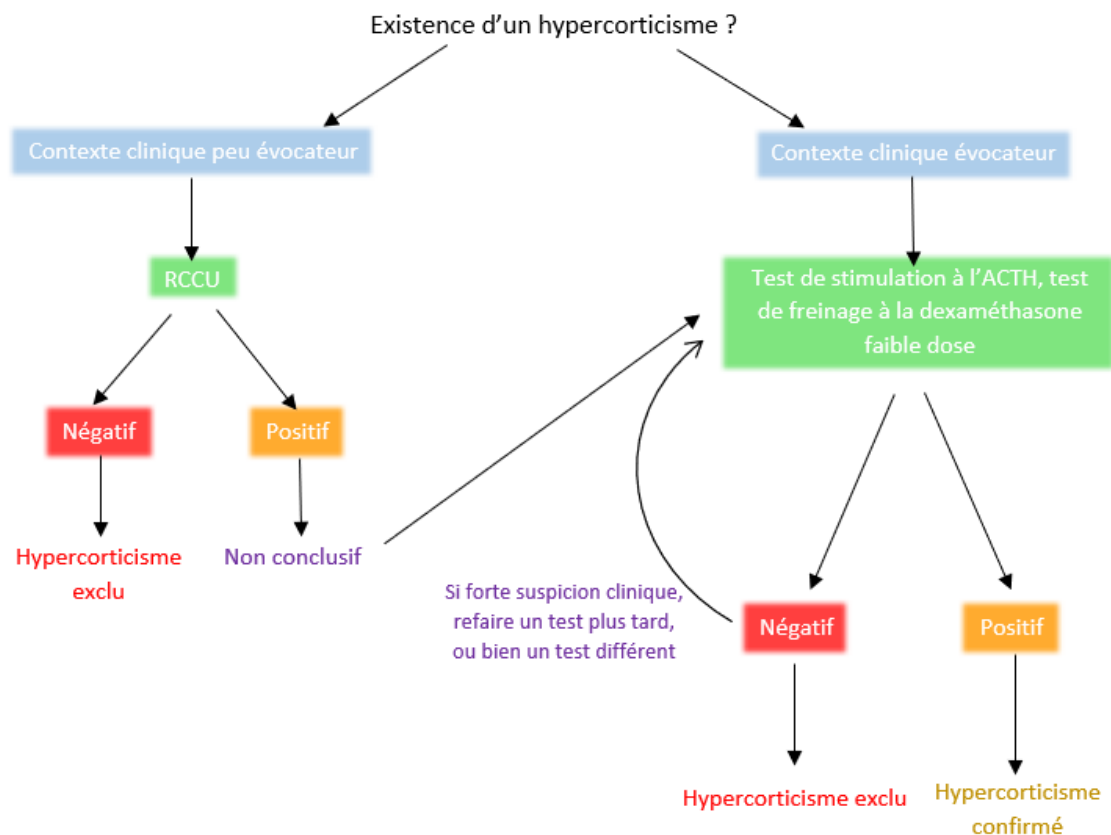 Existence d’un hypercorticisme ?
Contexte clinique peu évocateur
Contexte clinique évocateur
RCCU
Test de stimulation à l’ACTH, test
de freinage à la dexaméthasone
faible dose
Négatif
Positif
Hypercorticisme
exclu
Non conclusif
Si forte suspicion clinique,
refaire un test plus tard,
ou bien un test différent
Négatif
Positif
Hypercorticisme exclu
Hypercorticisme
confirmé